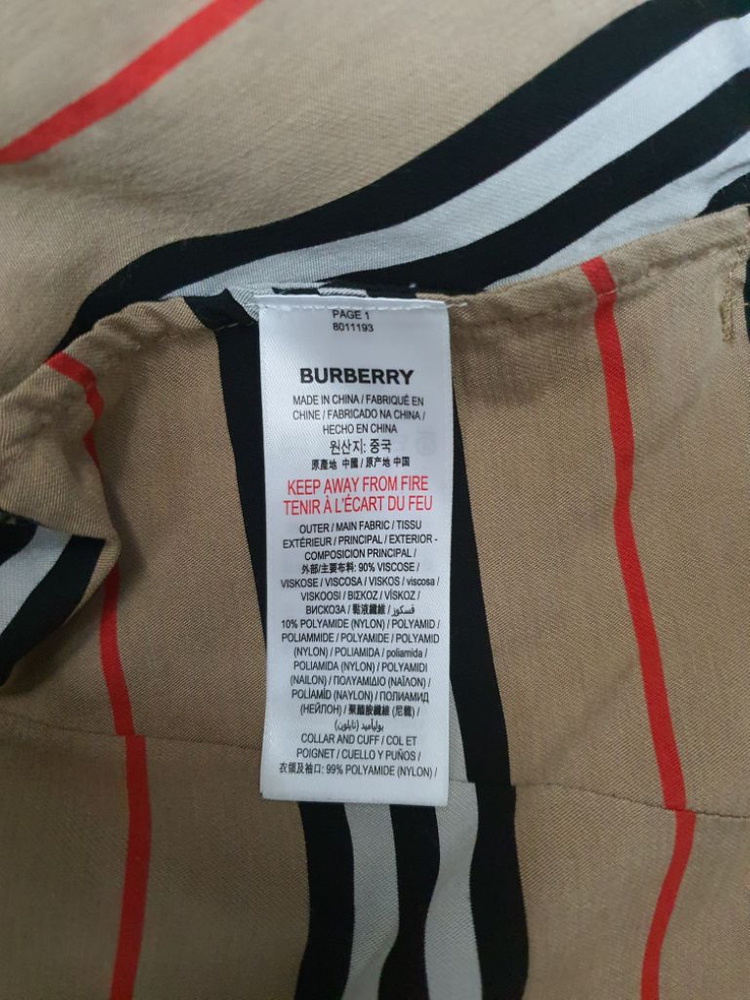 PAGE 1
8011193
BURBERRY
MADE IN CHINA / FABRIQUÉ EN
CHINE / FABRICADO NA CHINA /
HECHO EN CHINA
원산지: 중국
原產地 中國 / 原产地 中国
KEEP AWAY FROM FIRE
TENIR À L'ÉCART DU FEU
OUTER / MAIN FABRIC / TISSU
EXTÉRIEUR / PRINCIPAL / EXTERIOR -
COMPOSICION PRINCIPAL /
外部/主要布料: 90% VISCOSE /
VISKOSE / VISCOSA / VISKOS / viscosa /
VISKOOSI / ΒΙΣΚΟΖ / VİSKOZ /
ВИСКОЗА / 黏液纖維 / فسكوز /
10% POLYAMIDE (NYLON) / POLYAMID /
POLIAMMIDE / POLYAMIDE / POLYAMID
(NYLON) / POLIAMIDA / poliamida /
POLIAMIDA (NYLON) / POLYAMIDI
(NAILON) / ΠΟΛΥΑΜΙΔΙΟ (ΝΑΪΛΟΝ) /
POLİAMİD (NAYLON) / ПОЛИАМИД
(НЕЙЛОН) / 聚醯胺纖維 (尼龍) /
بوليأميد (نايلون)
COLLAR AND CUFF / COL ET
POIGNET / CUELLO Y PUÑOS /
衣領及袖口: 99% POLYAMIDE (NYLON) /